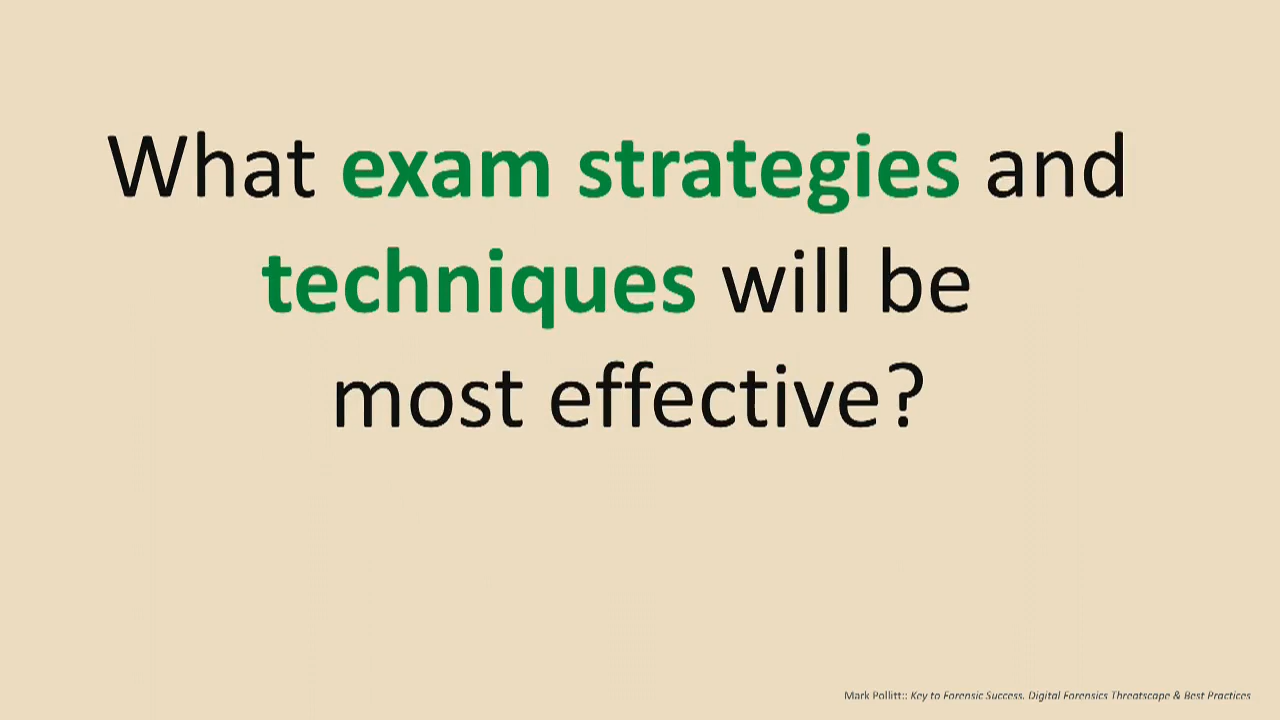 What exam strategies and
techniques will be
most effective?
Mark Pollitt:: Key to Forensic Success. Digital Forensics Threatscape & Best Practices